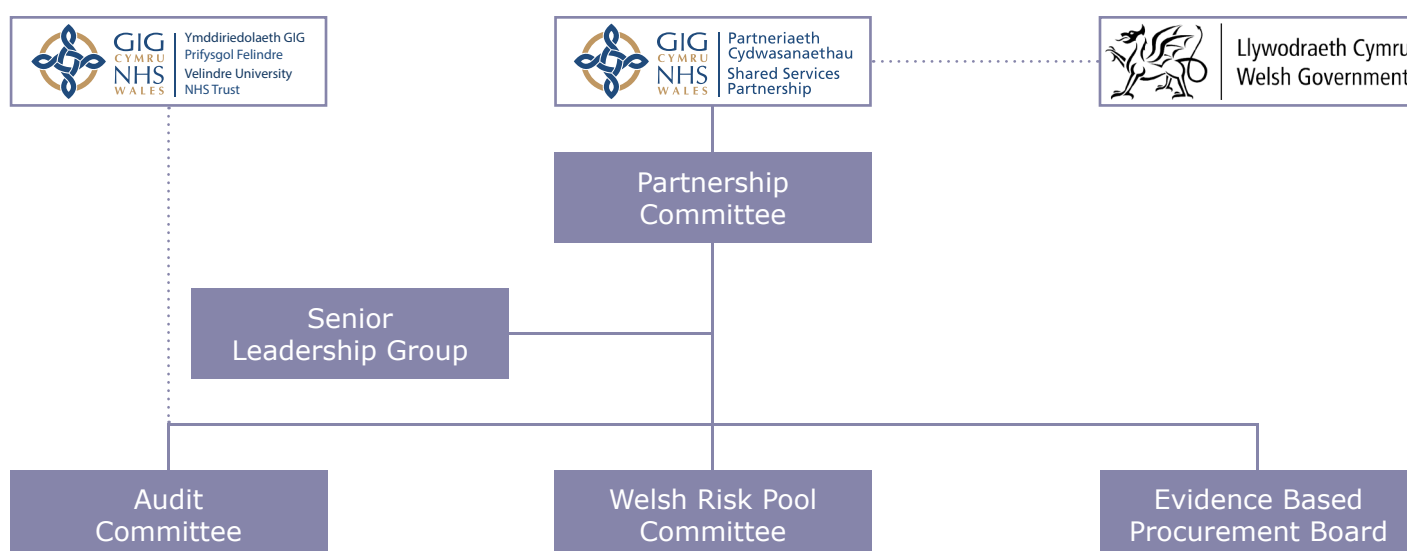 GIG
CYMRU
NHS
WALES
Ymddiriedolaeth GIG
Prifysgol Felindre
Velindre University
NHS Trust
GIG
CYMRU
NHS
WALES
Partneriaeth
Cydwasanaethau
Shared Services
Partnership
Llywodraeth Cymru
Welsh Government
Partnership
Committee
Senior
Leadership Group
Audit
Committee
Welsh Risk Pool
Committee
Evidence Based
Procurement Board